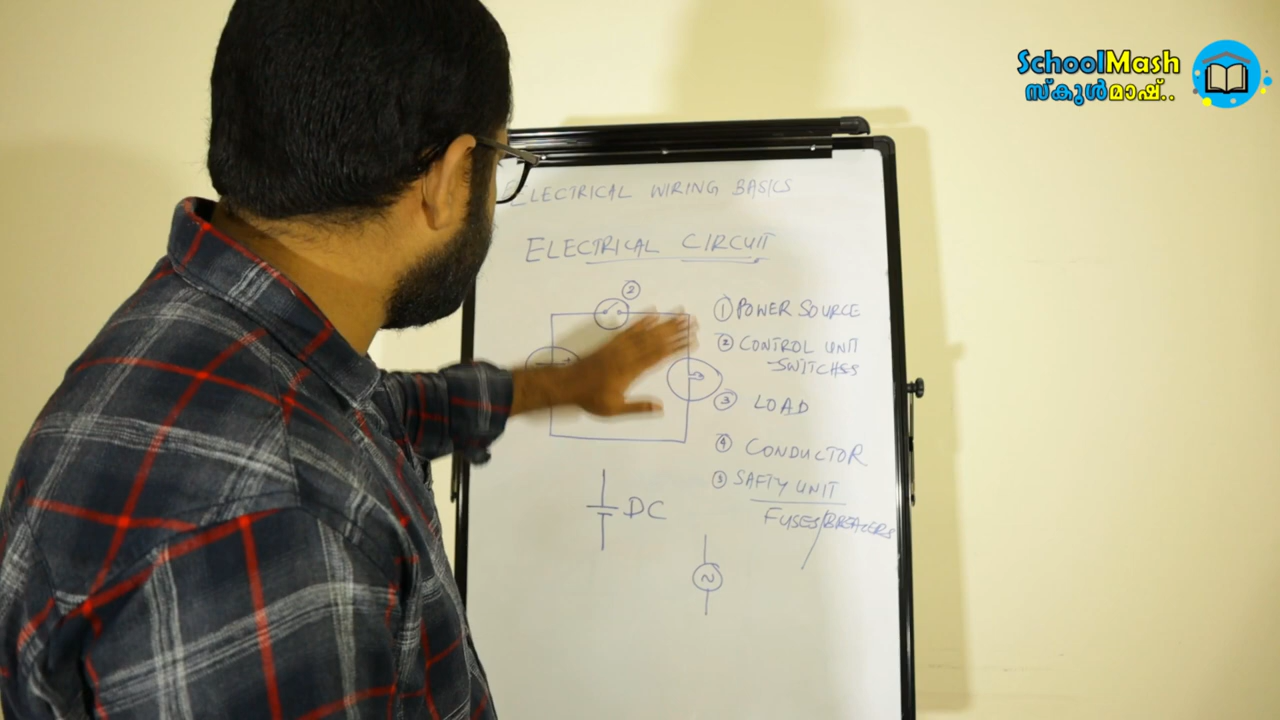 SchoolMash
സ്കൂൾമാഷ്..
ELECTRICAL WIRING BASICS
ELECTRICAL CIRCUIT
2
1 POWER SOURCE
2 CONTROL UNIT
-SWITCHES
3 LOAD
4 CONDUCTOR
5 SAFTY UNIT
FUSES/BREAKERS
DC